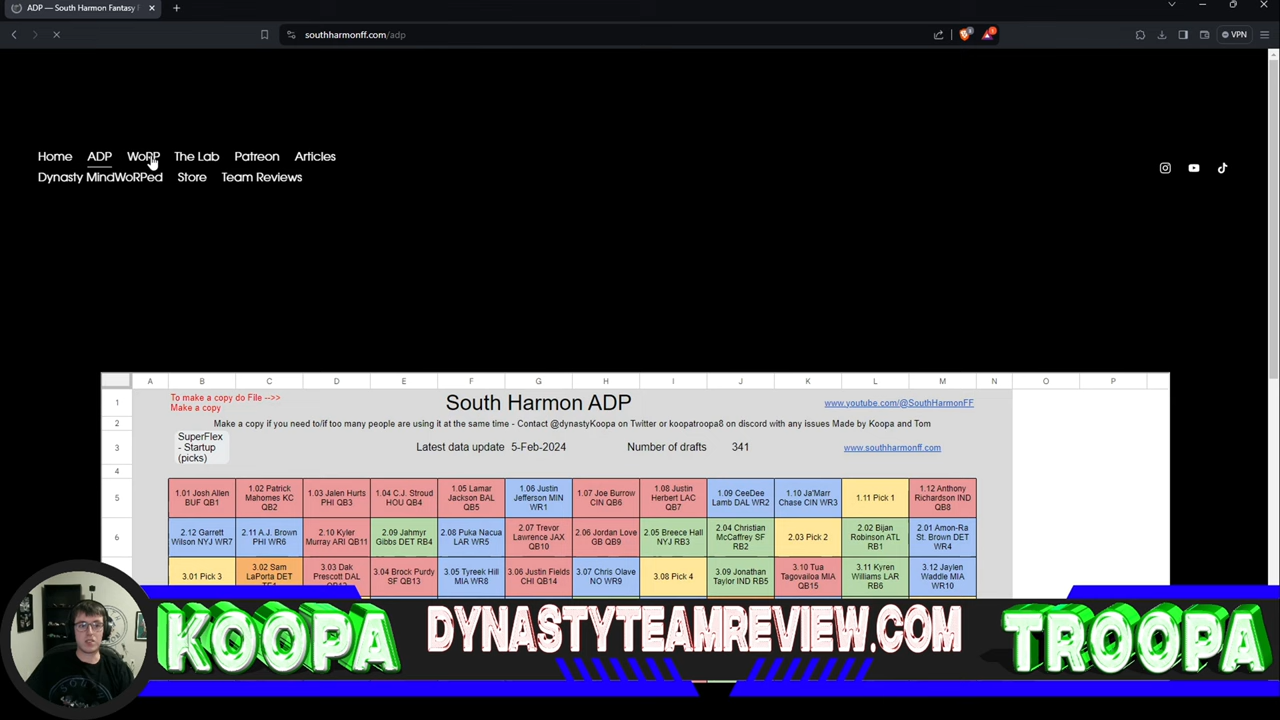 ADP — South Harmon Fantasy
southharmonff.com/adp
VPN
Home ADP WoRP The Lab Patreon Articles
Dynasty MindWoRPed Store Team Reviews
A B C D E F G H I J K L M N O P
1 To make a copy do File -->> Make a copy South Harmon ADP www.youtube.com/@SouthHarmonFF
2 Make a copy if you need to/if too many people are using it at the same time - Contact @dynastyKoopa on Twitter or koopatroopa8 on discord with any issues Made by Koopa and Tom
3 SuperFlex - Startup (picks) Latest data update 5-Feb-2024 Number of drafts 341 www.southharmonff.com
4
5 1.01 Josh Allen BUF QB1 1.02 Patrick Mahomes KC QB2 1.03 Jalen Hurts PHI QB3 1.04 C.J. Stroud HOU QB4 1.05 Lamar Jackson BAL QB5 1.06 Justin Jefferson MIN WR1 1.07 Joe Burrow CIN QB6 1.08 Justin Herbert LAC QB7 1.09 CeeDee Lamb DAL WR2 1.10 Ja'Marr Chase CIN WR3 1.11 Pick 1 1.12 Anthony Richardson IND QB8
6 2.12 Garrett Wilson NYJ WR7 2.11 A.J. Brown PHI WR6 2.10 Kyler Murray ARI QB11 2.09 Jahmyr Gibbs DET RB4 2.08 Puka Nacua LAR WR5 2.07 Trevor Lawrence JAX QB10 2.06 Jordan Love GB QB9 2.05 Breece Hall NYJ RB3 2.04 Christian McCaffrey SF RB2 2.03 Pick 2 2.02 Bijan Robinson ATL RB1 2.01 Amon-Ra St. Brown DET WR4
3.01 Pick 3 3.02 Sam LaPorta DET 3.03 Dak Prescott DAL 3.04 Brock Purdy SF QB13 3.05 Tyreek Hill MIA WR8 3.06 Justin Fields CHI QB14 3.07 Chris Olave NO WR9 3.08 Pick 4 3.09 Jonathan Taylor IND RB5 3.10 Tua Tagovailoa MIA QB15 3.11 Kyren Williams LAR RB6 3.12 Jaylen Waddle MIA WR10
KOOPA DYNASTYTEAMREVIEW.COM TROOPA